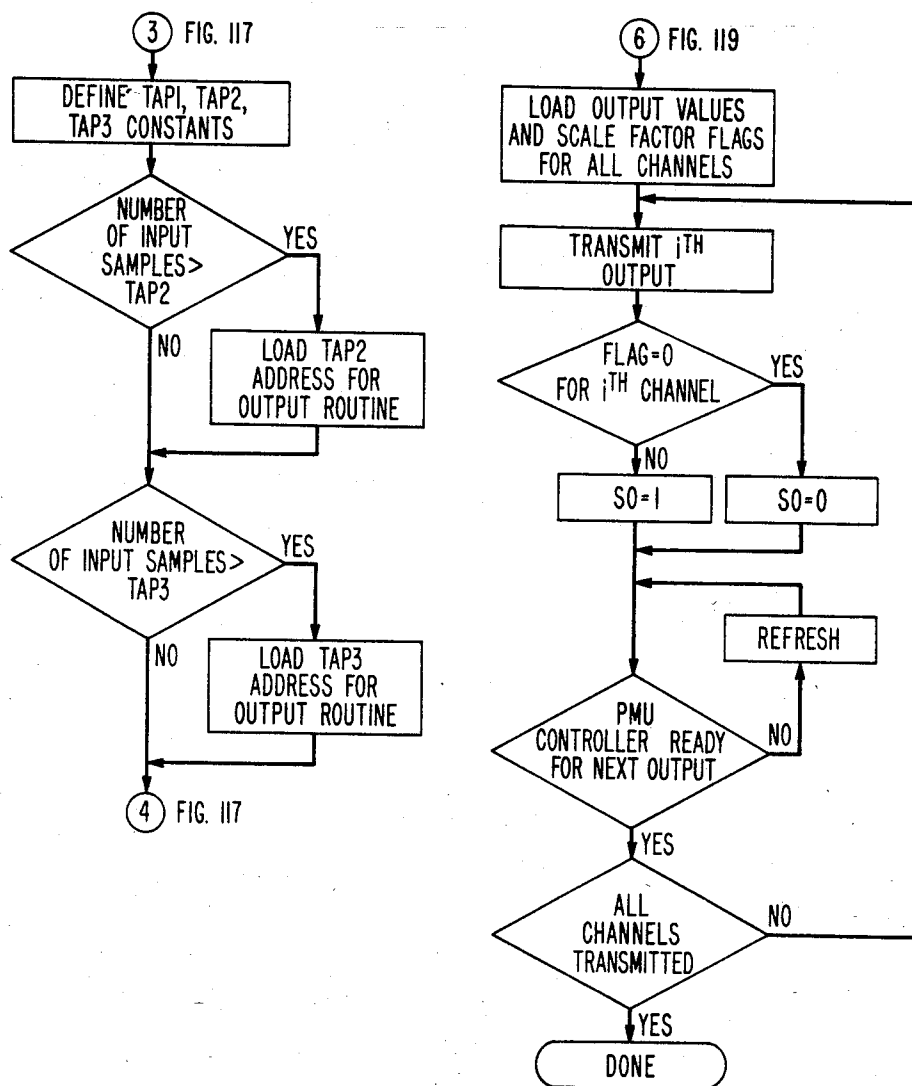 3 FIG. 117
DEFINE TAP1, TAP2,
TAP3 CONSTANTS
NUMBER
OF INPUT
SAMPLES>
TAP2
YES
NO
LOAD TAP2
ADDRESS FOR
OUTPUT ROUTINE
NUMBER
OF INPUT SAMPLES>
TAP3
YES
NO
LOAD TAP3
ADDRESS FOR
OUTPUT ROUTINE
4 FIG. 117
6 FIG. 119
LOAD OUTPUT VALUES
AND SCALE FACTOR FLAGS
FOR ALL CHANNELS
TRANSMIT iTH
OUTPUT
FLAG=0
FOR iTH CHANNEL
YES
NO
SO=1
SO=0
REFRESH
PMU
CONTROLLER READY
FOR NEXT OUTPUT
NO
YES
ALL
CHANNELS
TRANSMITTED
NO
YES
DONE